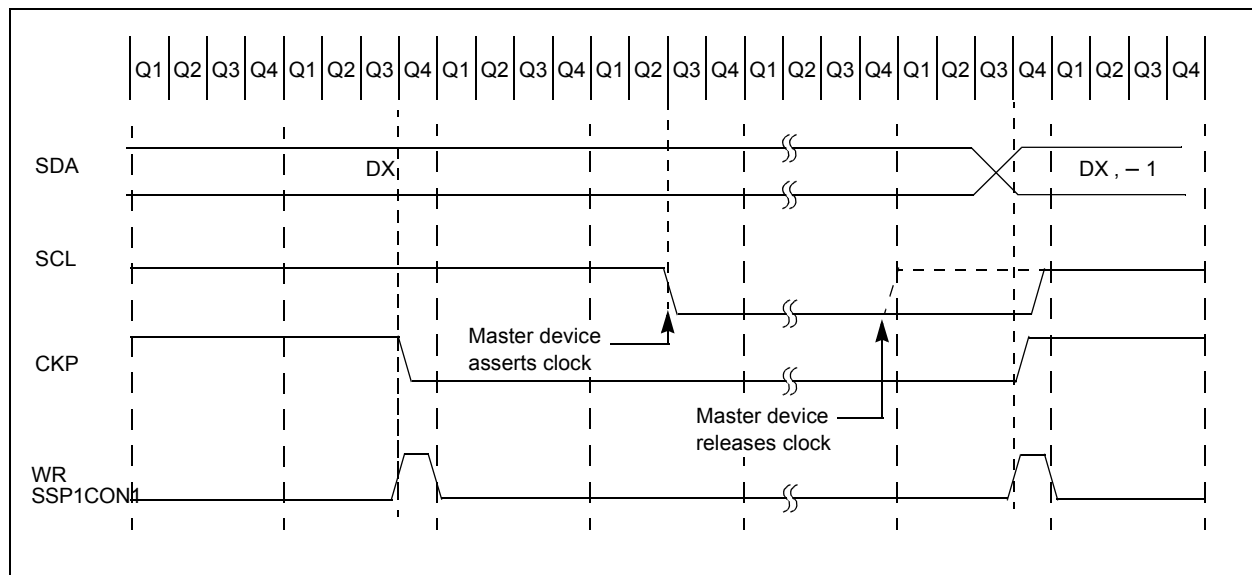 Q1 Q2 Q3 Q4 Q1 Q2 Q3 Q4 Q1 Q2 Q3 Q4 Q1 Q2 Q3 Q4 Q1 Q2 Q3 Q4 Q1 Q2 Q3 Q4 Q1 Q2 Q3 Q4
SDA
DX
DX , – 1
SCL
Master device
asserts clock
CKP
Master device
releases clock
WR
SSP1CON1